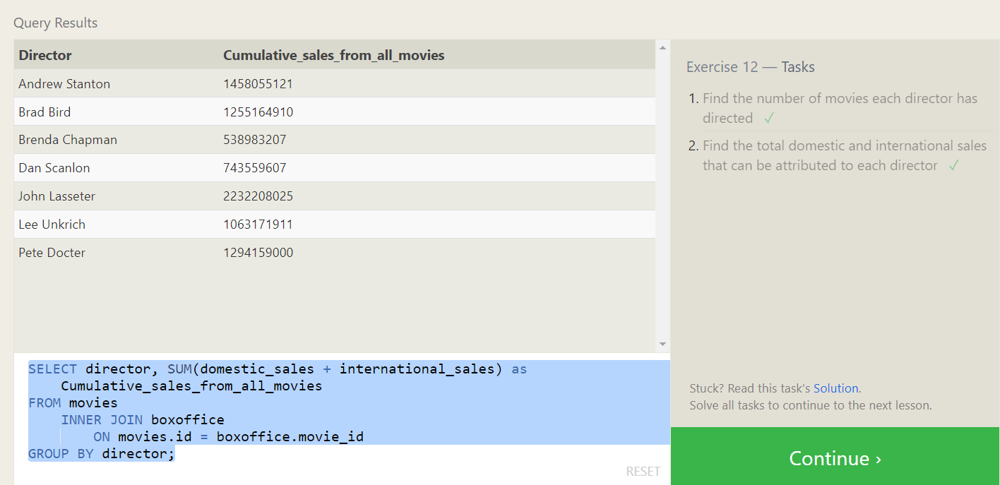 Query Results
Director Cumulative_sales_from_all_movies
Andrew Stanton 1458055121
Brad Bird 1255164910
Brenda Chapman 538983207
Dan Scanlon 743559607
John Lasseter 2232208025
Lee Unkrich 1063171911
Pete Docter 1294159000
SELECT director, SUM(domestic_sales + international_sales) as
    Cumulative_sales_from_all_movies
FROM movies
    INNER JOIN boxoffice
        ON movies.id = boxoffice.movie_id
GROUP BY director;
RESET
Exercise 12 — Tasks
1. Find the number of movies each director has
directed ✓
2. Find the total domestic and international sales
that can be attributed to each director ✓
Stuck? Read this task's Solution.
Solve all tasks to continue to the next lesson.
Continue ›